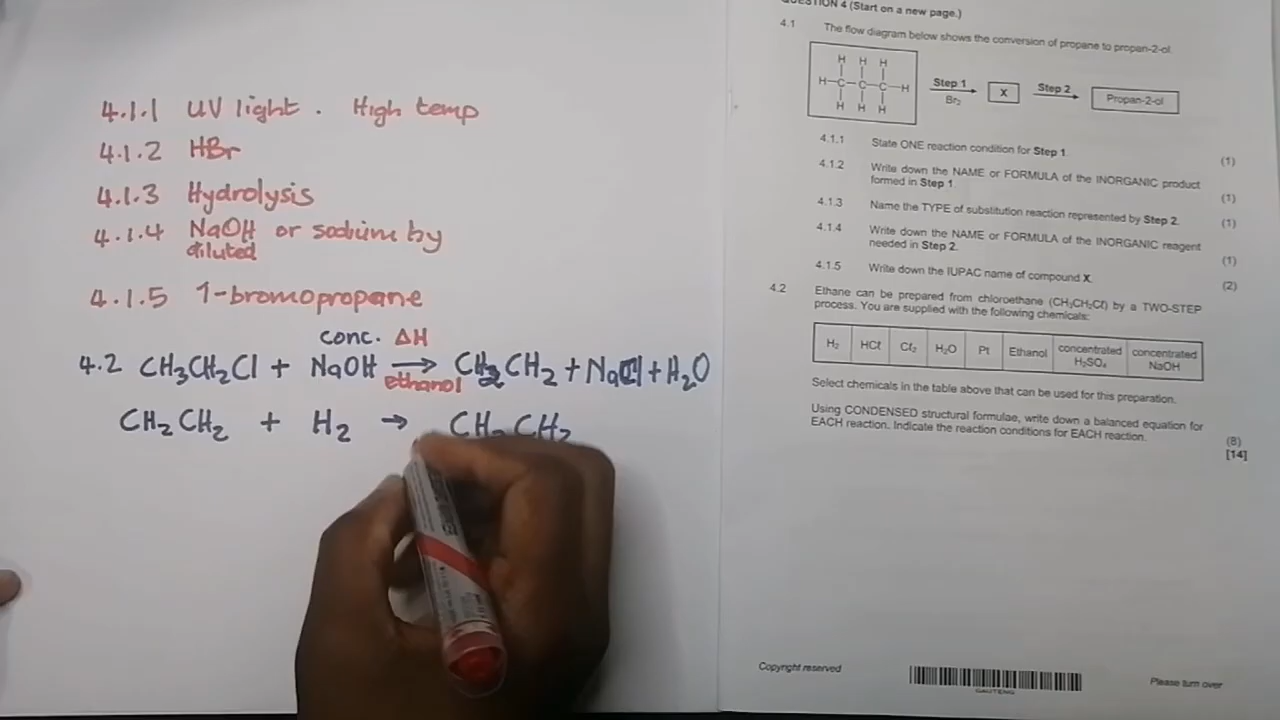 4.1.1 UV light . High temp
4.1.2 HBr
4.1.3 Hydrolysis
4.1.4 NaOH or sodium by
diluted
4.1.5 1-bromopropane
conc. ΔH
4.2 CH₃CH₂Cl + NaOH → CH₂CH₂ + NaCl + H₂O
ethanol
CH₂CH₂ + H₂ → CH₃CH₃
QUESTION 4 (Start on a new page.)
4.1 The flow diagram below shows the conversion of propane to propan-2-ol.
H H H
H C C C H
H H H
Step 1
Br₂
X
Step 2
Propan-2-ol
4.1.1 State ONE reaction condition for Step 1. (1)
4.1.2 Write down the NAME or FORMULA of the INORGANIC product
formed in Step 1. (1)
4.1.3 Name the TYPE of substitution reaction represented by Step 2. (1)
4.1.4 Write down the NAME or FORMULA of the INORGANIC reagent
needed in Step 2. (1)
4.1.5 Write down the IUPAC name of compound X. (2)
4.2 Ethane can be prepared from chloroethane (CH₃CH₂Cℓ) by a TWO-STEP
process. You are supplied with the following chemicals:
H₂ HCℓ Cℓ₂ H₂O Pt Ethanol concentrated H₂SO₄ concentrated NaOH
Select chemicals in the table above that can be used for this preparation.
Using CONDENSED structural formulae, write down a balanced equation for
EACH reaction. Indicate the reaction conditions for EACH reaction. (8)
[14]
Copyright reserved
GAUTENG
Please turn over